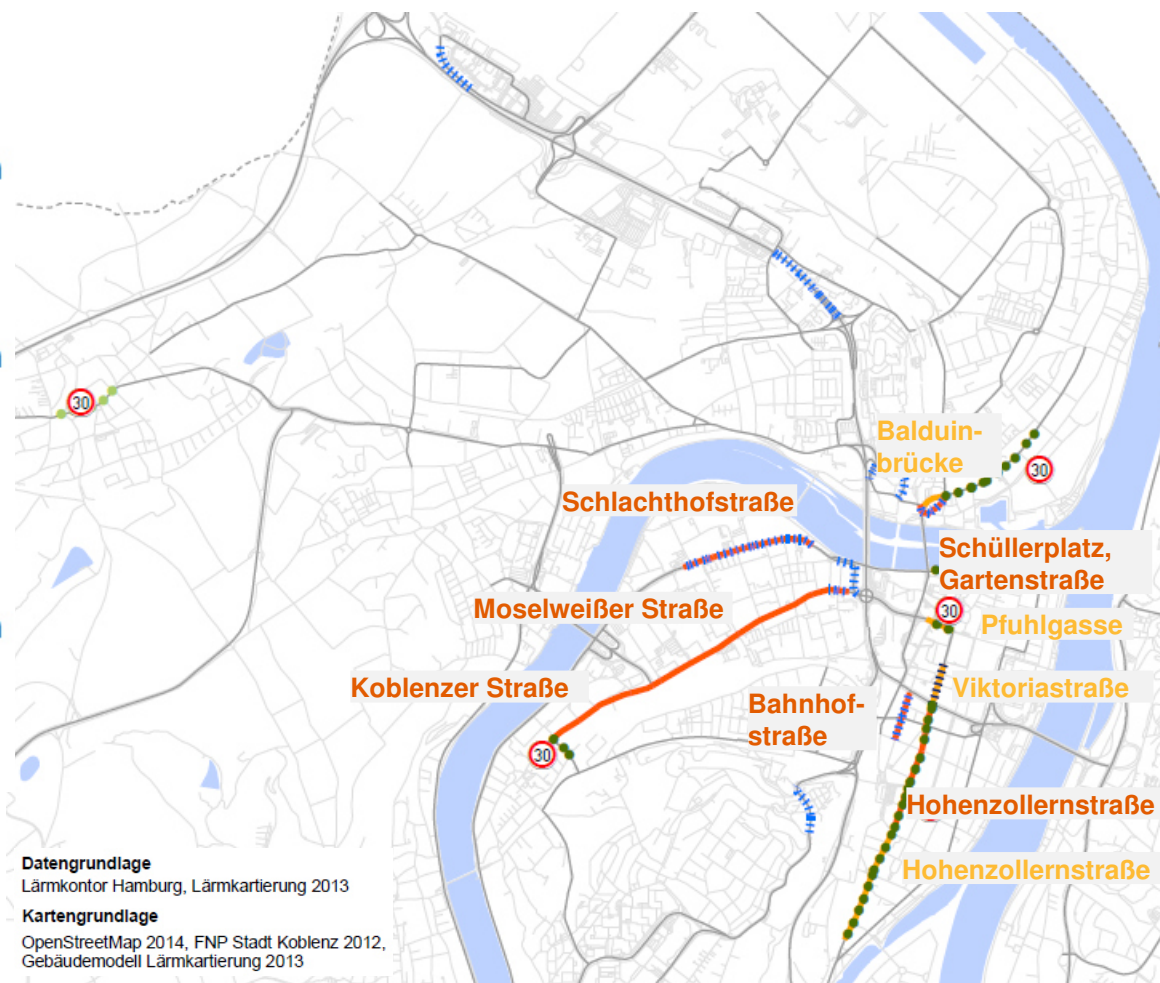 30
Balduin-
brücke
30
Schlachthofstraße
Schüllerplatz,
Gartenstraße
Moselweißer Straße
30
Pfuhlgasse
Koblenzer Straße
Viktoriastraße
Bahnhof-
straße
30
Hohenzollernstraße
Hohenzollernstraße
Datengrundlage
Lärmkontor Hamburg, Lärmkartierung 2013
Kartengrundlage
OpenStreetMap 2014, FNP Stadt Koblenz 2012,
Gebäudemodell Lärmkartierung 2013